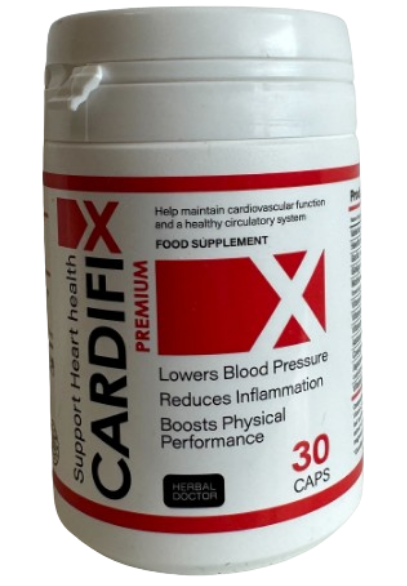 Support Heart health
CARDIFIX
PREMIUM
Help maintain cardiovascular function
and a healthy circulatory system
FOOD SUPPLEMENT
X
Lowers Blood Pressure
Reduces Inflammation
Boosts Physical
Performance
HERBAL
DOCTOR
30
CAPS